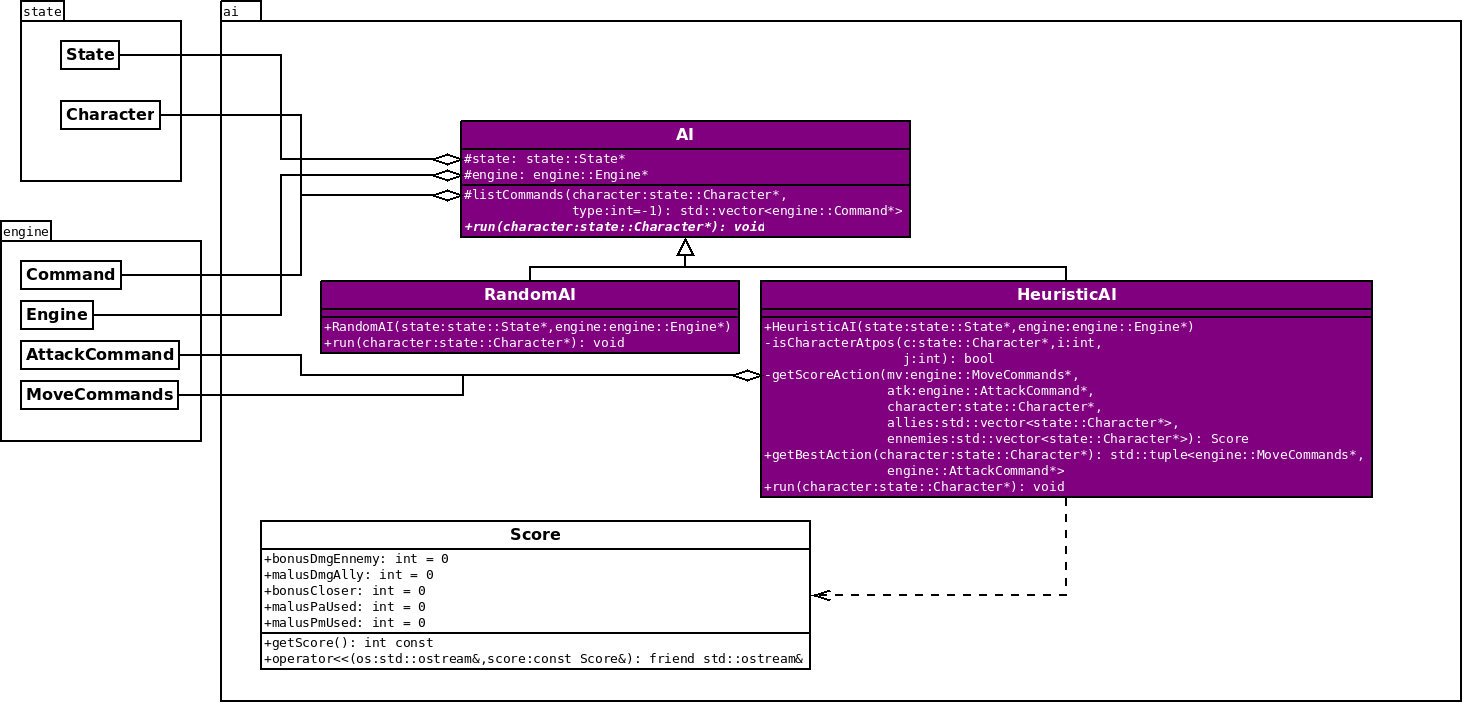 state
State
Character
engine
Command
Engine
AttackCommand
MoveCommands
ai
AI
#state: state::State*
#engine: engine::Engine*
#listCommands(character:state::Character*,
type:int=-1): std::vector<engine::Command*>
+run(character:state::Character*): void
RandomAI
+RandomAI(state:state::State*,engine:engine::Engine*)
+run(character:state::Character*): void
HeuristicAI
+HeuristicAI(state:state::State*,engine:engine::Engine*)
-isCharacterAtpos(c:state::Character*,i:int,
j:int): bool
-getScoreAction(mv:engine::MoveCommands*,
atk:engine::AttackCommand*,
character:state::Character*,
allies:std::vector<state::Character*>,
ennemies:std::vector<state::Character*>): Score
+getBestAction(character:state::Character*): std::tuple<engine::MoveCommands*,
engine::AttackCommand*>
+run(character:state::Character*): void
Score
+bonusDmgEnnemy: int = 0
+malusDmgAlly: int = 0
+bonusCloser: int = 0
+malusPaUsed: int = 0
+malusPmUsed: int = 0
+getScore(): int const
+operator<<(os:std::ostream&,score:const Score&): friend std::ostream&